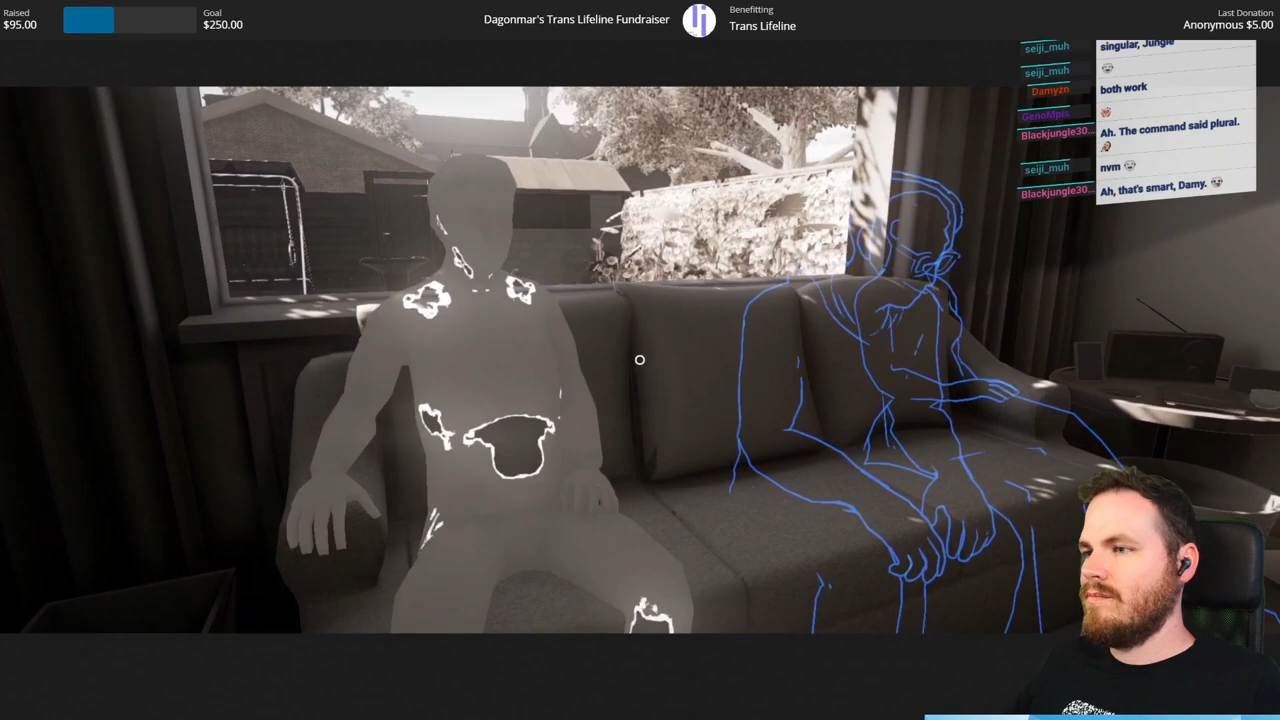 Raised
$95.00
Goal
$250.00
Dagonmar's Trans Lifeline Fundraiser
Benefitting
Trans Lifeline
Last Donation
Anonymous $5.00
seiji_muh
singular, Jungle
seiji_muh
Damyzn
both work
GenoMpls
Blackjungle30...
Ah. The command said plural.
seiji_muh
nvm
Blackjungle30...
Ah, that's smart, Damy.